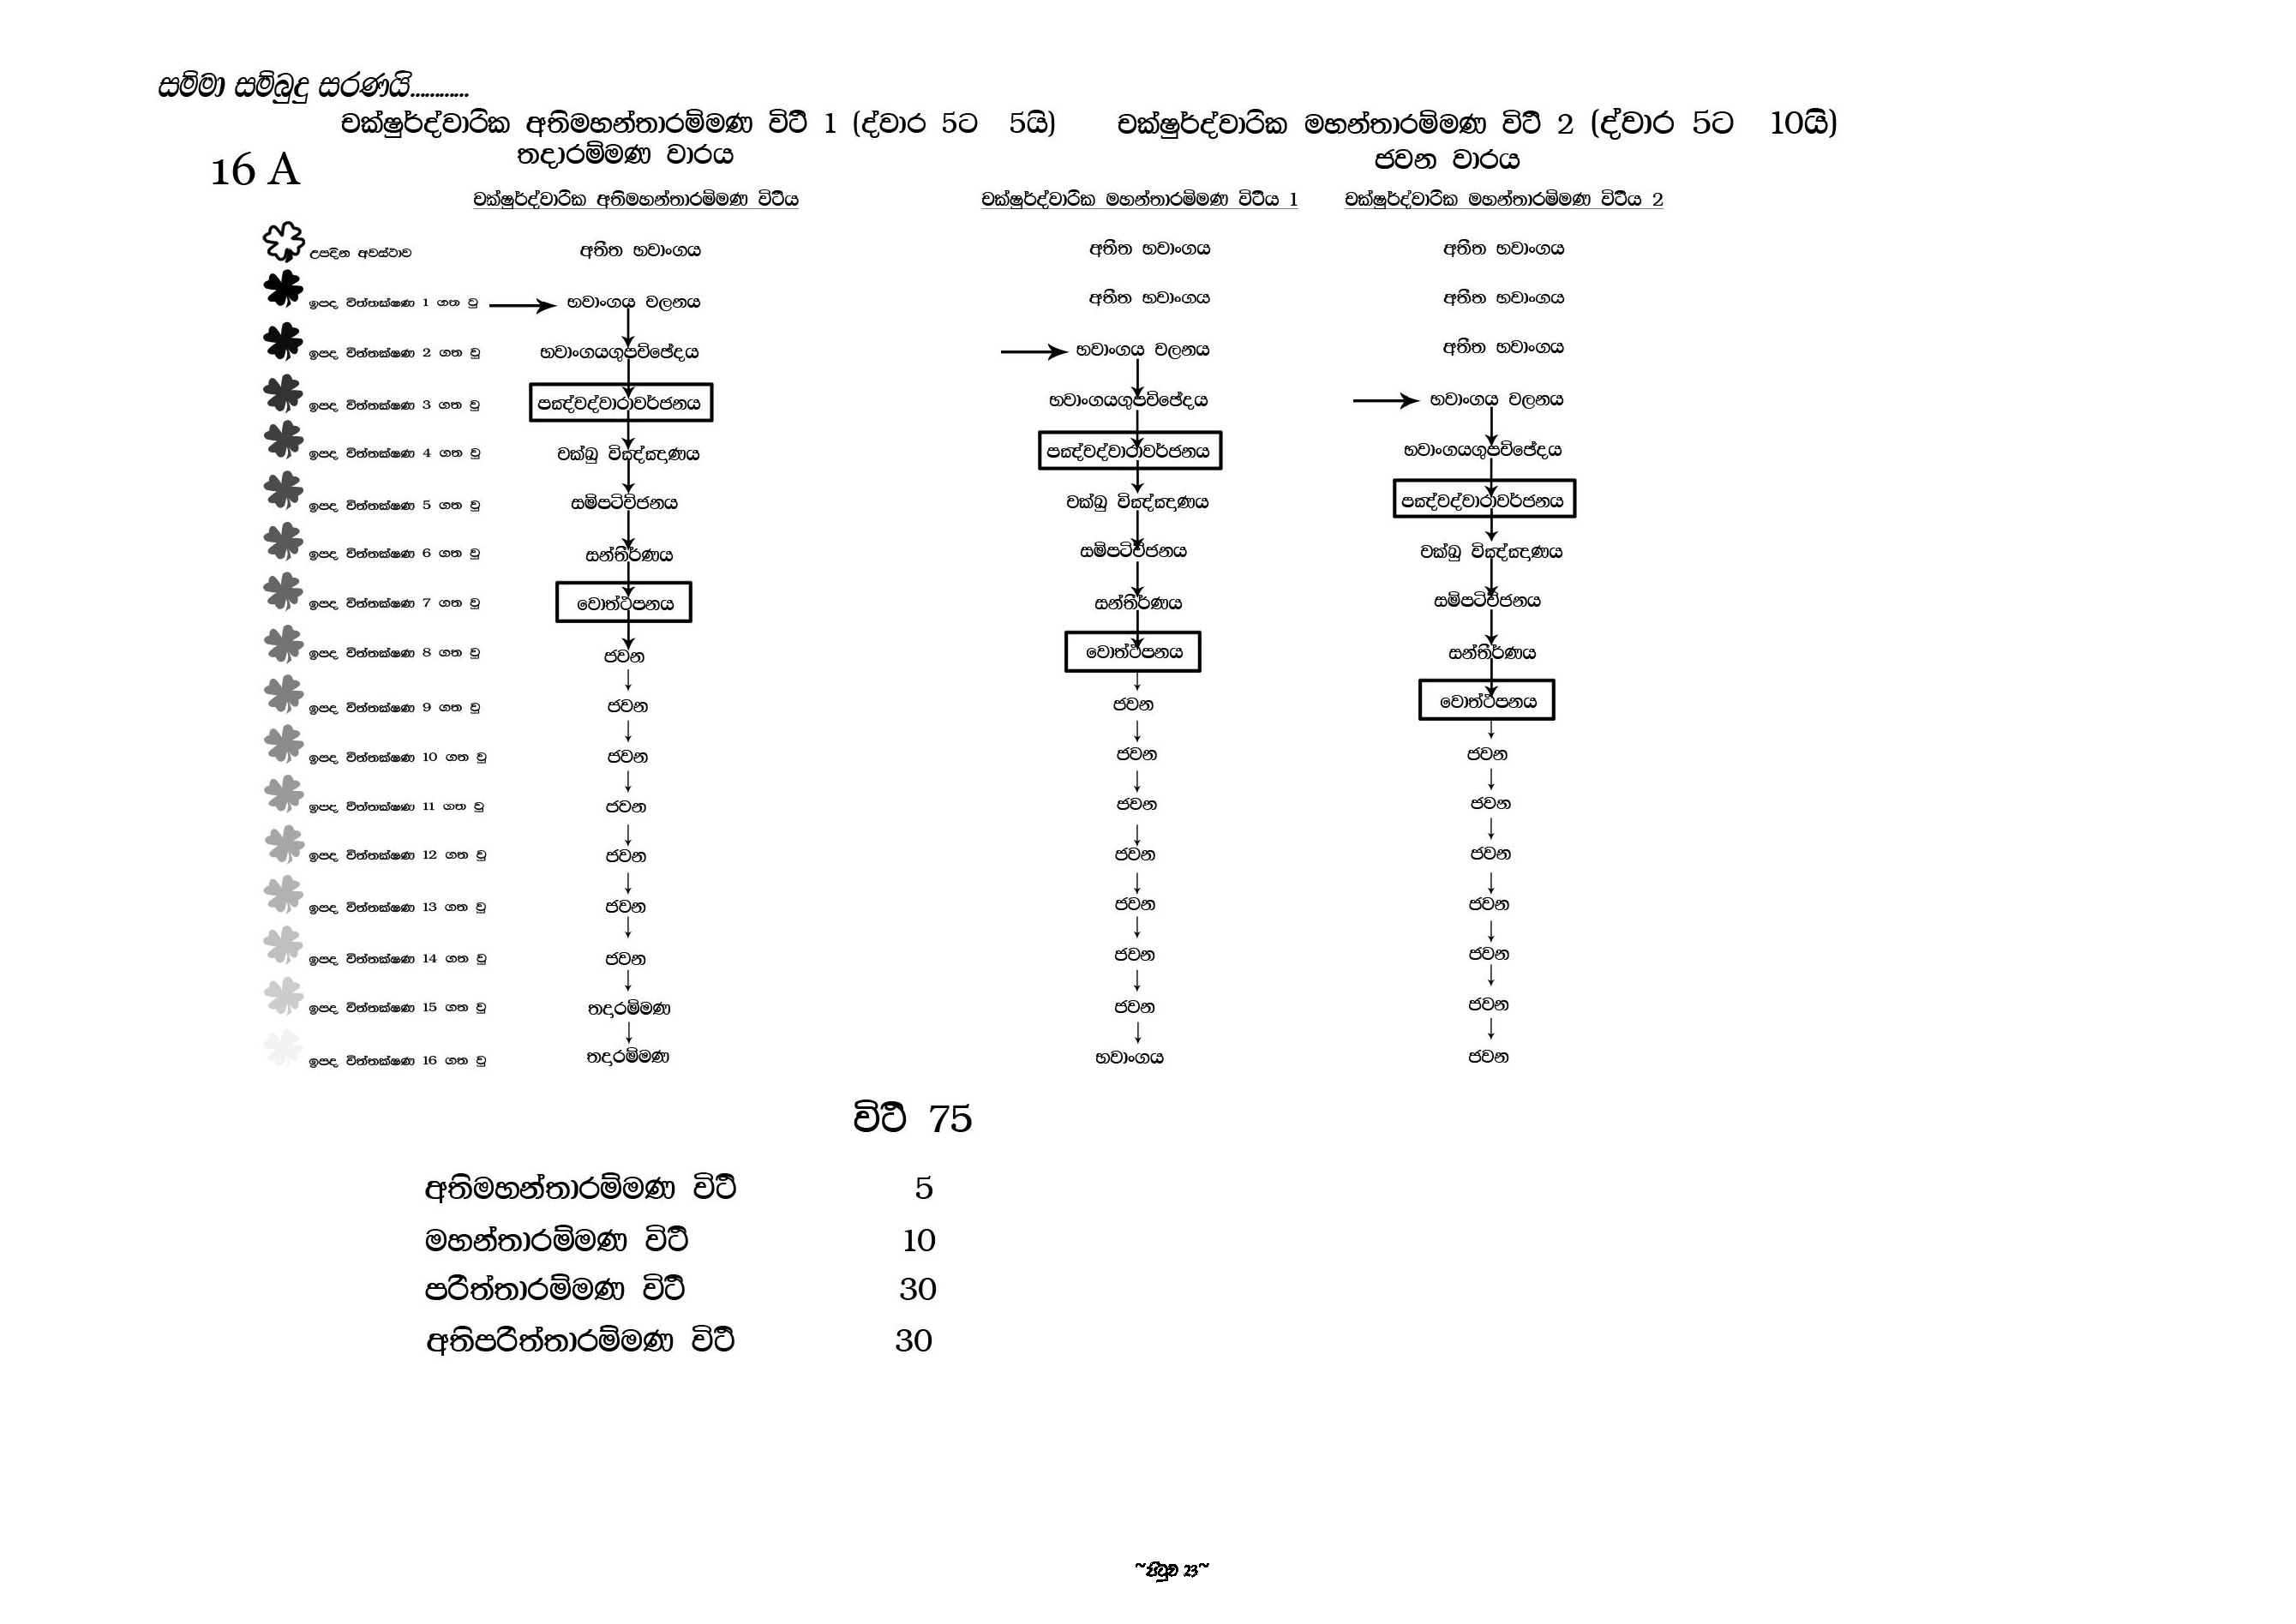 සම්මා සම්බුදු සරණයි............
චක්ෂුර්ද්වාරික අතිමහන්තාරම්මණ විථි 1 (ද්වාර 5ට 5යි) චක්ෂුර්ද්වාරික මහන්තාරම්මණ විථි 2 (ද්වාර 5ට 10යි)
තදාරම්මණ වාරය ජවන වාරය
16 A
චක්ෂුර්ද්වාරික අතිමහන්තාරම්මණ විථිය චක්ෂුර්ද්වාරික මහන්තාරම්මණ විථිය 1 චක්ෂුර්ද්වාරික මහන්තාරම්මණ විථිය 2
උපදින අවස්ථාව අතීත භවාංගය අතීත භවාංගය අතීත භවාංගය
ඉපද චිත්තක්ෂණ 1 ගත වු භවාංගය චලනය අතීත භවාංගය අතීත භවාංගය
ඉපද චිත්තක්ෂණ 2 ගත වු භවාංගයගුපච්ඡේදය භවාංගය චලනය අතීත භවාංගය
ඉපද චිත්තක්ෂණ 3 ගත වු පඤ්චද්වාරාවර්ජනය භවාංගයගුපච්ඡේදය භවාංගය චලනය
ඉපද චිත්තක්ෂණ 4 ගත වු චක්ඛු විඤ්ඤාණය පඤ්චද්වාරාවර්ජනය භවාංගයගුපච්ඡේදය
ඉපද චිත්තක්ෂණ 5 ගත වු සම්පටිච්ජනය චක්ඛු විඤ්ඤාණය පඤ්චද්වාරාවර්ජනය
ඉපද චිත්තක්ෂණ 6 ගත වු සන්තීර්ණය සම්පටිච්ජනය චක්ඛු විඤ්ඤාණය
ඉපද චිත්තක්ෂණ 7 ගත වු වොත්ථපනය සන්තීර්ණය සම්පටිච්ජනය
ඉපද චිත්තක්ෂණ 8 ගත වු ජවන වොත්ථපනය සන්තීර්ණය
ඉපද චිත්තක්ෂණ 9 ගත වු ජවන ජවන වොත්ථපනය
ඉපද චිත්තක්ෂණ 10 ගත වු ජවන ජවන ජවන
ඉපද චිත්තක්ෂණ 11 ගත වු ජවන ජවන ජවන
ඉපද චිත්තක්ෂණ 12 ගත වු ජවන ජවන ජවන
ඉපද චිත්තක්ෂණ 13 ගත වු ජවන ජවන ජවන
ඉපද චිත්තක්ෂණ 14 ගත වු ජවන ජවන ජවන
ඉපද චිත්තක්ෂණ 15 ගත වු තදාරම්මණ ජවන ජවන
ඉපද චිත්තක්ෂණ 16 ගත වු තදාරම්මණ භවාංගය ජවන
විථි 75
අතිමහන්තාරම්මණ විථි 5
මහන්තාරම්මණ විථි 10
පරිත්තාරම්මණ විථි 30
අතිපරිත්තාරම්මණ විථි 30
~පිටුව 23~